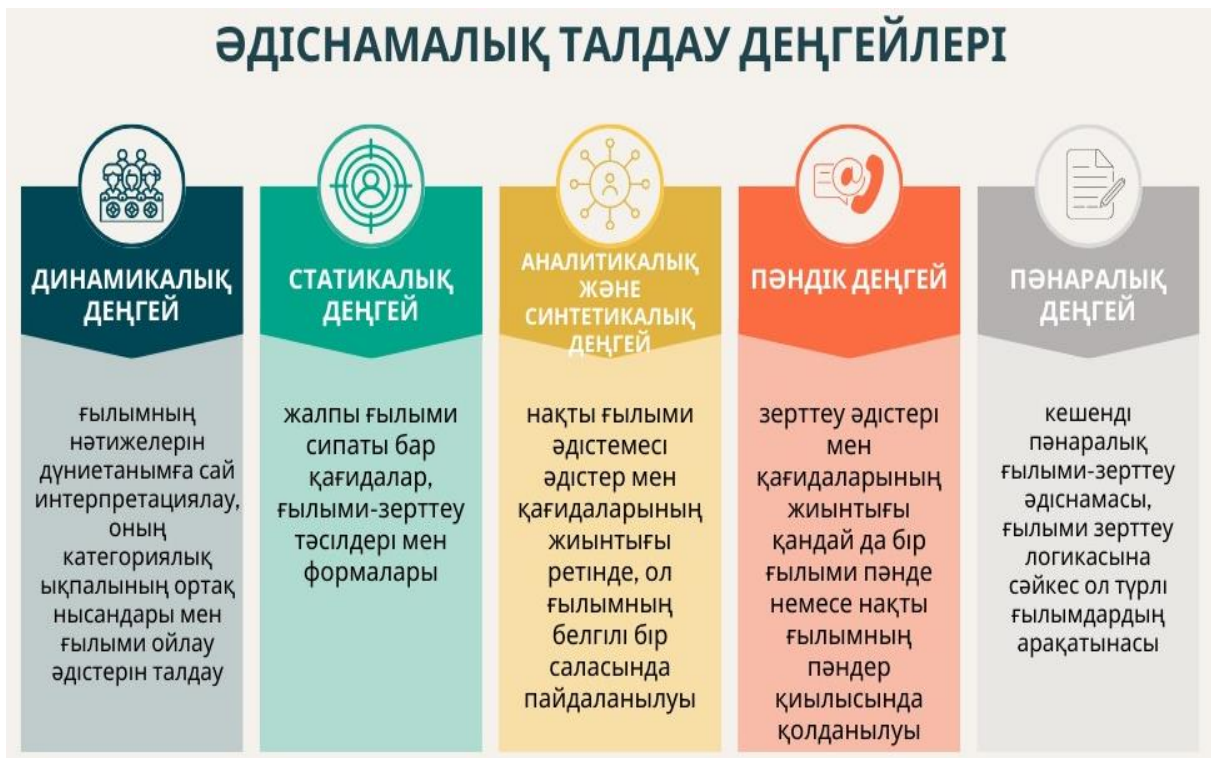 ӘДІСНАМАЛЫҚ ТАЛДАУ ДЕҢГЕЙЛЕРІ
ДИНАМИКАЛЫҚ
ДЕҢГЕЙ
ғылымның
нәтижелерін
дүниетанымға сай
интерпретациялау,
оның
категориялық
ықпалының ортақ
нысандары мен
ғылыми ойлау
әдістерін талдау
СТАТИКАЛЫҚ
ДЕҢГЕЙ
жалпы ғылыми
сипаты бар
қағидалар,
ғылыми-зерттеу
тәсілдері мен
формалары
АНАЛИТИКАЛЫҚ
ЖӘНЕ
СИНТЕТИКАЛЫҚ
ДЕҢГЕЙ
нақты ғылыми
әдістемесі
әдістер мен
қағидаларының
жиынтығы
ретінде, ол
ғылымның
белгілі бір
саласында
пайдаланылуы
ПӘНДІК ДЕҢГЕЙ
зерттеу әдістері
мен
қағидаларының
жиынтығы
қандай да бір
ғылыми пәнде
немесе нақты
ғылымның
пәндер
қиылысында
қолданылуы
ПӘНАРАЛЫҚ
ДЕҢГЕЙ
кешенді
пәнаралық
ғылыми-зерттеу
әдіснамасы,
ғылыми зерттеу
логикасына
сәйкес ол түрлі
ғылымдардың
арақатынасы